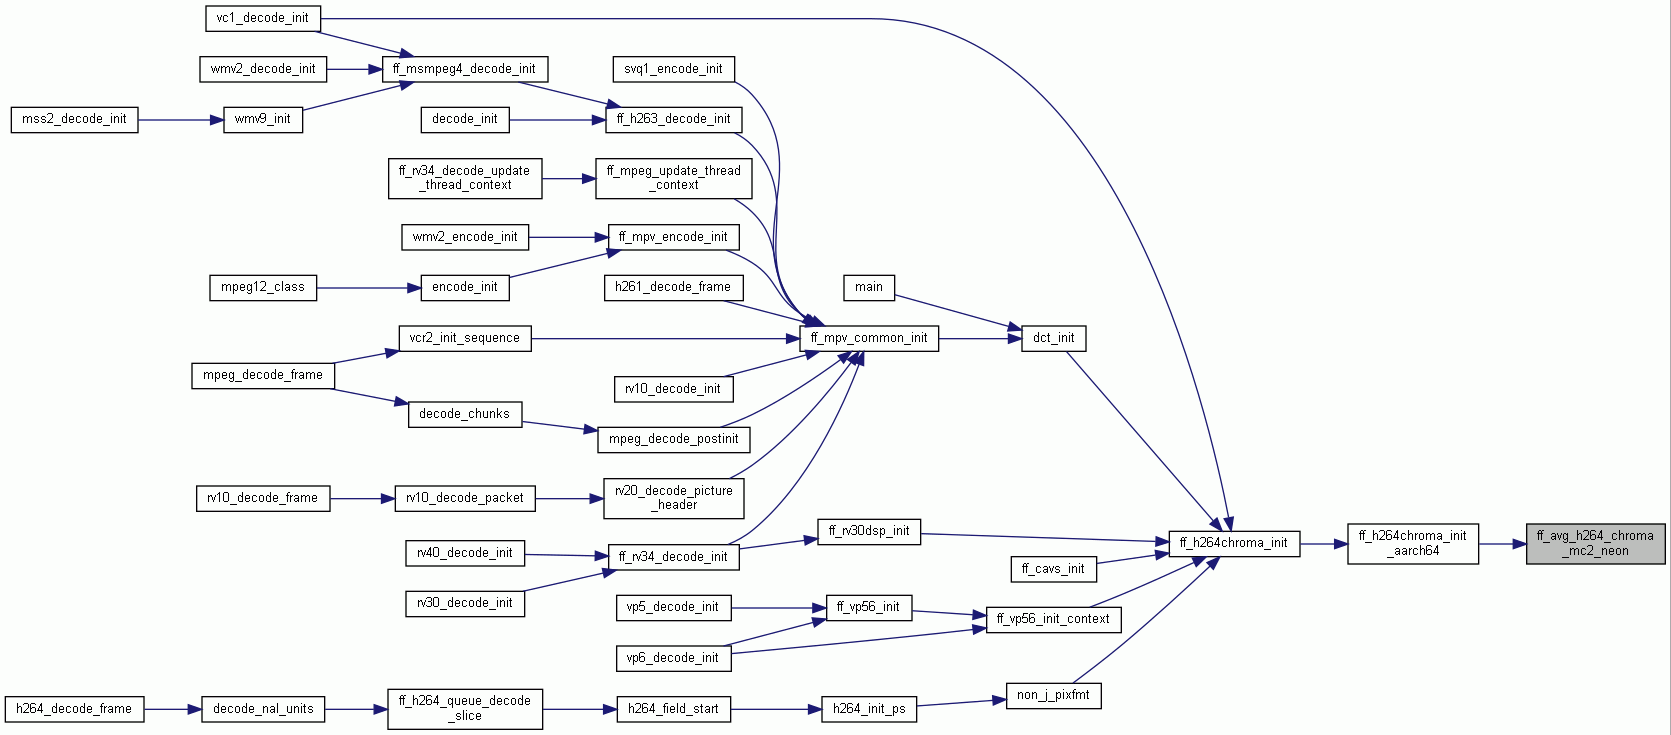 vc1_decode_init
wmv2_decode_init
ff_msmpeg4_decode_init
svq1_encode_init
mss2_decode_init
wmv9_init
decode_init
ff_h263_decode_init
ff_rv34_decode_update
_thread_context
ff_mpeg_update_thread
_context
wmv2_encode_init
ff_mpv_encode_init
mpeg12_class
encode_init
h261_decode_frame
main
vcr2_init_sequence
ff_mpv_common_init
dct_init
mpeg_decode_frame
rv10_decode_init
decode_chunks
mpeg_decode_postinit
rv10_decode_frame
rv10_decode_packet
rv20_decode_picture
_header
ff_rv30dsp_init
rv40_decode_init
ff_rv34_decode_init
ff_h264chroma_init
ff_h264chroma_init
_aarch64
ff_avg_h264_chroma
_mc2_neon
ff_cavs_init
rv30_decode_init
vp5_decode_init
ff_vp56_init
ff_vp56_init_context
vp6_decode_init
non_j_pixfmt
h264_decode_frame
decode_nal_units
ff_h264_queue_decode
_slice
h264_field_start
h264_init_ps